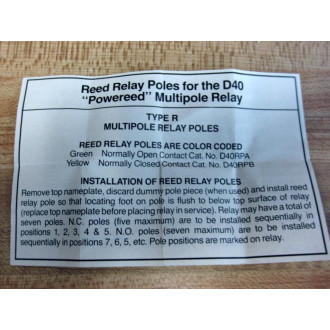 Reed Relay Poles for the D40
"Powereed" Multipole Relay
TYPE R
MULTIPOLE RELAY POLES
REED RELAY POLES ARE COLOR CODED
Green Normally Open Contact Cat. No. D40RPA
Yellow Normally Closed Contact Cat. No. D40RPB
INSTALLATION OF REED RELAY POLES
Remove top nameplate, discard dummy pole piece (when used) and install reed
relay pole so that locating foot on pole is flush to below top surface of relay
(replace top nameplate before placing relay in service). Relay may have a total of
seven poles. N.C. poles (five maximum) are to be installed sequentially in
positions 1, 2, 3, 4 & 5. N.O. poles (seven maximum) are to be installed
sequentially in positions 7, 6, 5, etc. Pole positions are marked on relay.